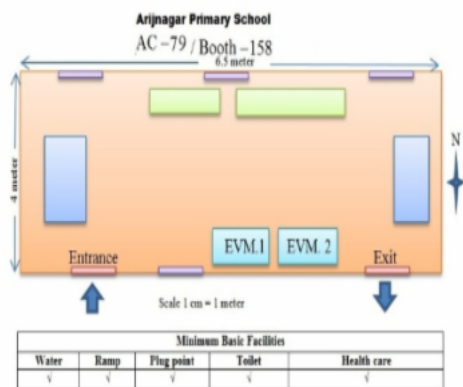 Arijnagar Primary School
AC –79 / Booth –158
6.5 meter
4 meter
N
EVM.1 EVM. 2
Entrance Exit
Scale 1 cm = 1 meter
Minimum Basic Facilities
Water Ramp Plug point Toilet Health care
√ √ √ √ √